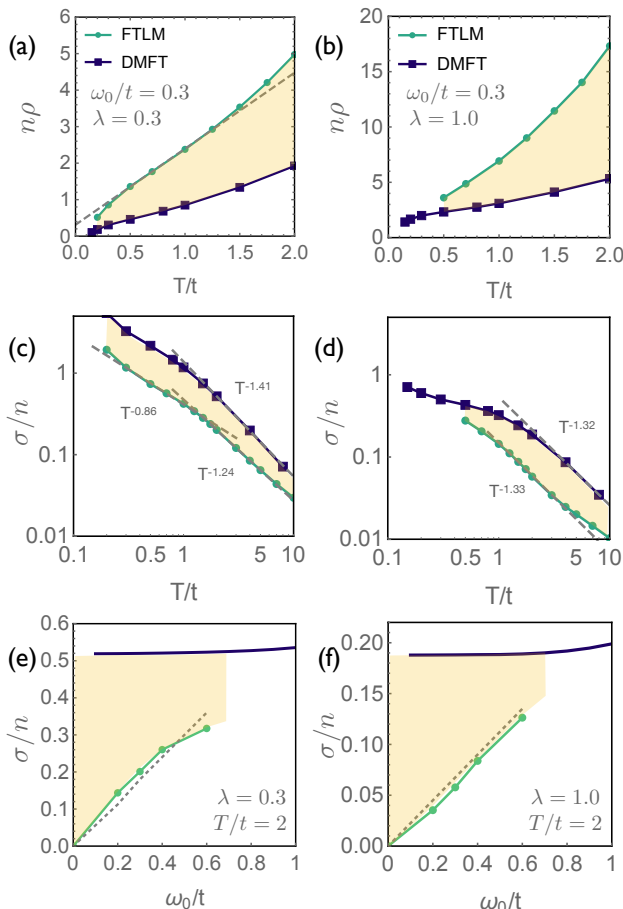 (a)
FTLM
DMFT
ω₀/t = 0.3
λ = 0.3
nρ
6
5
4
3
2
1
0
0.0 0.5 1.0 1.5 2.0
T/t
(b)
FTLM
DMFT
ω₀/t = 0.3
λ = 1.0
nρ
20
15
10
5
0
0.0 0.5 1.0 1.5 2.0
T/t
(c)
σ/n
1
0.1
0.01
T^-1.41
T^-0.86
T^-1.24
0.1 0.5 1 5 10
T/t
(d)
σ/n
1
0.1
0.01
T^-1.32
T^-1.33
0.1 0.5 1 5 10
T/t
(e)
σ/n
0.6
0.5
0.4
0.3
0.2
0.1
0.0
λ = 0.3
T/t = 2
0 0.2 0.4 0.6 0.8 1
ω₀/t
(f)
σ/n
0.20
0.15
0.10
0.05
0.00
λ = 1.0
T/t = 2
0 0.2 0.4 0.6 0.8 1
ω₀/t